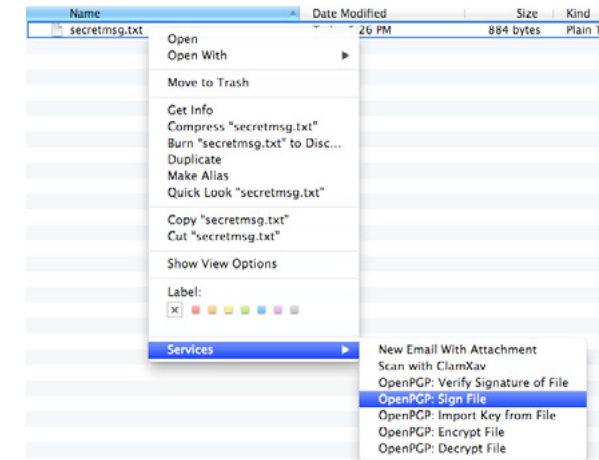 Name Date Modified Size Kind
secretmsg.txt 26 PM 884 bytes Plain
Open
Open With
Move to Trash
Get Info
Compress "secretmsg.txt"
Burn "secretmsg.txt" to Disc...
Duplicate
Make Alias
Quick Look "secretmsg.txt"
Copy "secretmsg.txt"
Cut "secretmsg.txt"
Show View Options
Label:
Services
New Email With Attachment
Scan with ClamXav
OpenPGP: Verify Signature of File
OpenPGP: Sign File
OpenPGP: Import Key from File
OpenPGP: Encrypt File
OpenPGP: Decrypt File